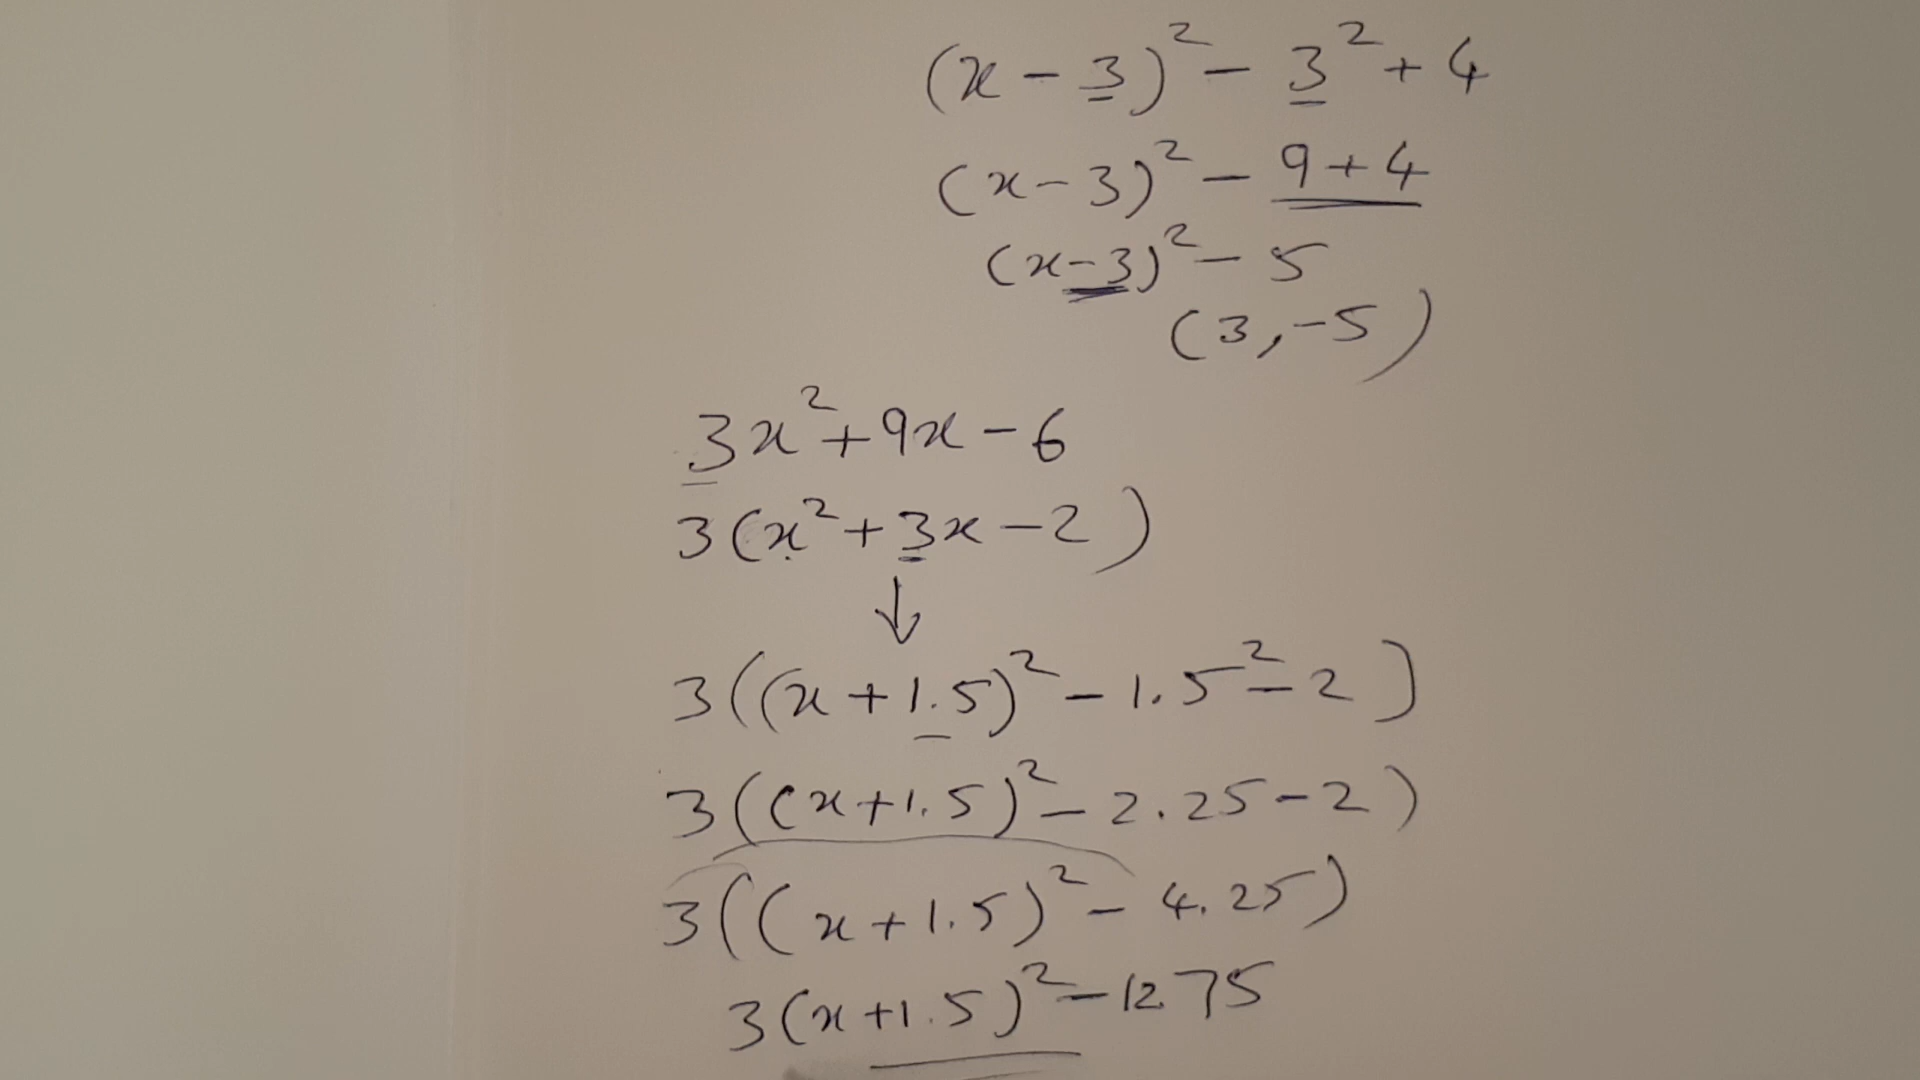 (x - 3)² - 3² + 4
(x - 3)² - 9 + 4
(x - 3)² - 5
(3, -5)
3x² + 9x - 6
3(x² + 3x - 2)
↓
3((x + 1.5)² - 1.5² - 2)
3((x + 1.5)² - 2.25 - 2)
3((x + 1.5)² - 4.25)
3(x + 1.5)² - 12.75